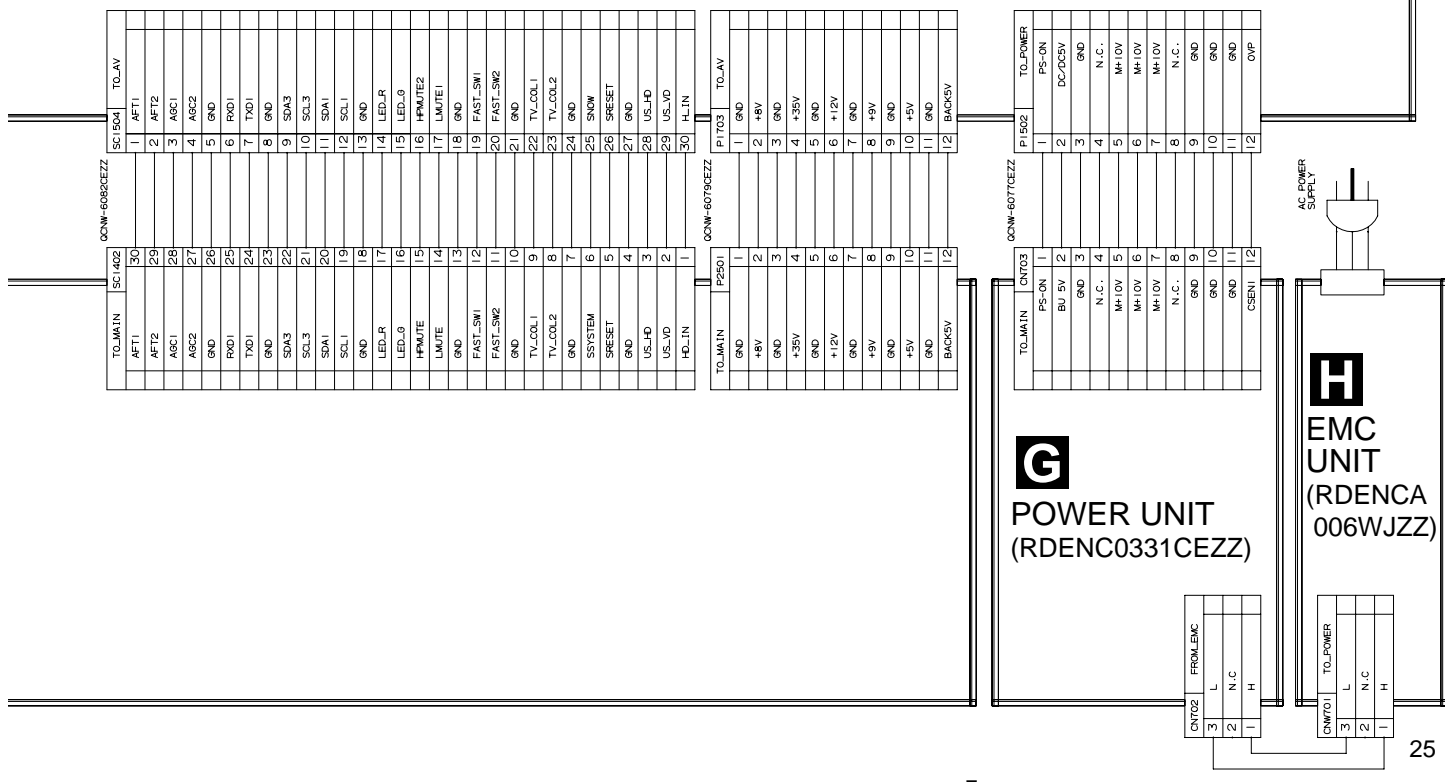 SC1504 TO_AV
1 AFT1
2 AFT2
3 AGC1
4 AGC2
5 GND
6 RXD1
7 TXD1
8 GND
9 SDA3
10 SCL3
11 SDA1
12 SCL1
13 GND
14 LED_R
15 LED_G
16 HPMUTE2
17 LMUTE1
18 GND
19 FAST_SW1
20 FAST_SW2
21 GND
22 TV_COL1
23 TV_COL2
24 GND
25 SNOW
26 SRESET
27 GND
28 US_HD
29 US_VD
30 H_IN
P1703 TO_AV
1 GND
2 +8V
3 GND
4 +35V
5 GND
6 +12V
7 GND
8 +9V
9 GND
10 +5V
11 GND
12 BACK5V
P1502 TO_POWER
1 PS-ON
2 DC/DC5V
3 GND
4 N.C.
5 M+10V
6 M+10V
7 M+10V
8 N.C.
9 GND
10 GND
11 GND
12 OVP
QCNW-6082CEZZ
QCNW-6079CEZZ
QCNW-6077CEZZ
AC POWER
SUPPLY
TO_MAIN SC1402
AFT1 30
AFT2 29
AGC1 28
AGC2 27
GND 26
RXD1 25
TXD1 24
GND 23
SDA3 22
SCL3 21
SDA1 20
SCL1 19
GND 18
LED_R 17
LED_G 16
HPMUTE 15
LMUTE 14
GND 13
FAST_SW1 12
FAST_SW2 11
GND 10
TV_COL1 9
TV_COL2 8
GND 7
SSYSTEM 6
SRESET 5
GND 4
US_HD 3
US_VD 2
HD_IN 1
TO_MAIN P2501
GND 1
+8V 2
GND 3
+35V 4
GND 5
+12V 6
GND 7
+9V 8
GND 9
+5V 10
GND 11
BACK5V 12
TO_MAIN CN703
PS-ON 1
BU 5V 2
GND 3
N.C. 4
M+10V 5
M+10V 6
M+10V 7
N.C. 8
GND 9
GND 10
GND 11
CSEN1 12
G
POWER UNIT
(RDENC0331CEZZ)
H
EMC
UNIT
(RDENCA
006WJZZ)
CN702 FROM_EMC
3 L
2 N.C
1 H
CNW701 TO_POWER
3 L
2 N.C
1 H
25